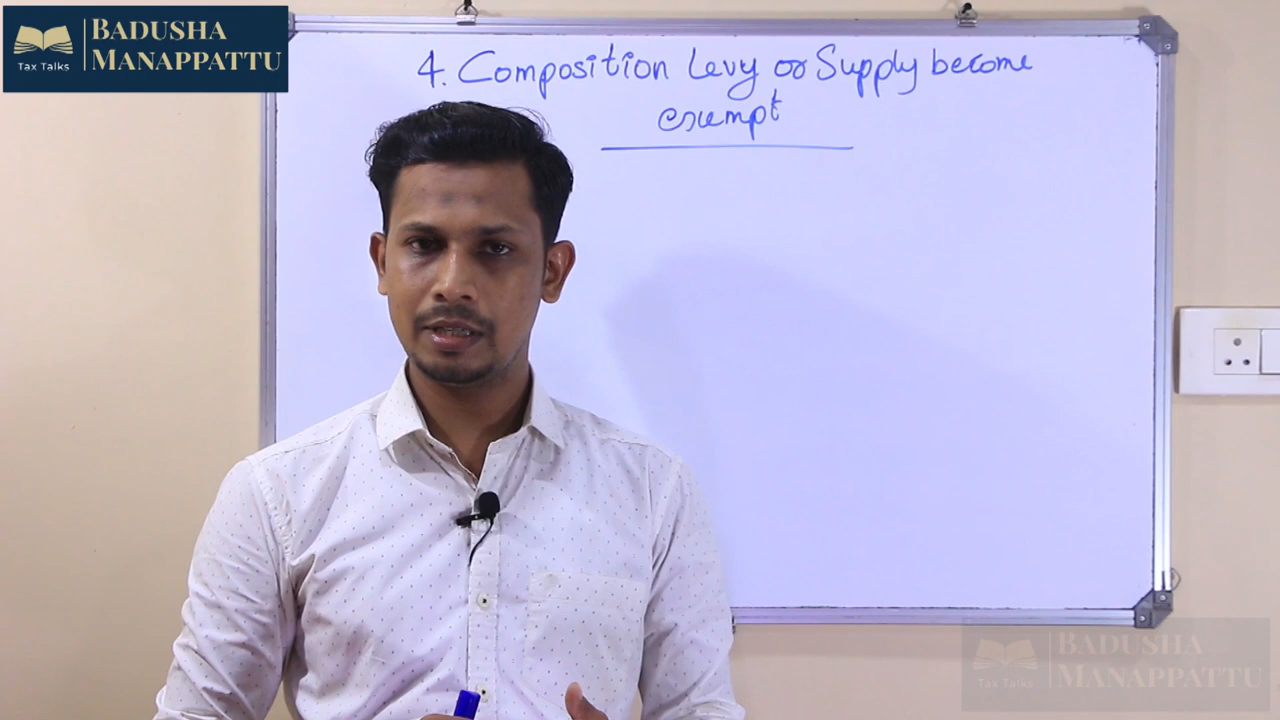 BADUSHA
MANAPPATTU
Tax Talks
4. Composition Levy or Supply become
exempt
BADUSHA
MANAPPATTU
Tax Talks